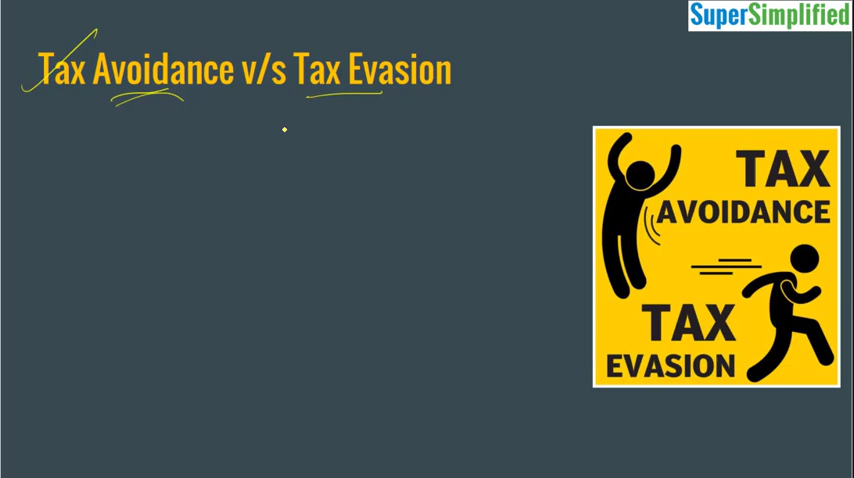 SuperSimplified
Tax Avoidance v/s Tax Evasion
TAX
AVOIDANCE
TAX
EVASION